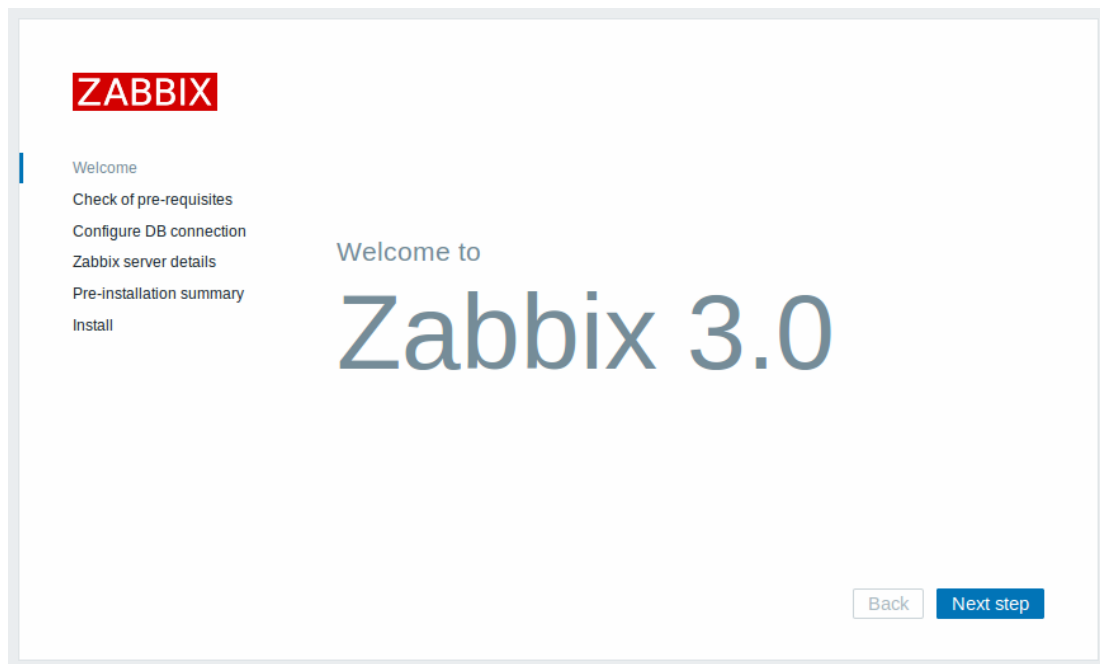 ZABBIX
Welcome
Check of pre-requisites
Configure DB connection
Zabbix server details
Pre-installation summary
Install
Welcome to
Zabbix 3.0
Back
Next step